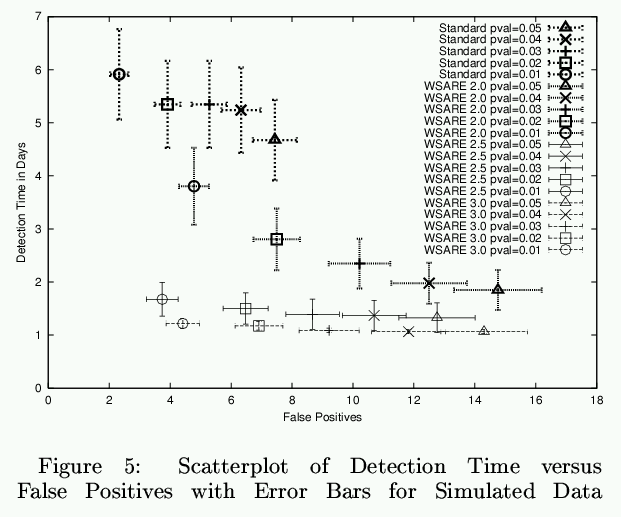 7
6
5
4
3
2
1
0
Detection Time in Days
0 2 4 6 8 10 12 14 16 18
False Positives
Standard pval=0.05
Standard pval=0.04
Standard pval=0.03
Standard pval=0.02
Standard pval=0.01
WSARE 2.0 pval=0.05
WSARE 2.0 pval=0.04
WSARE 2.0 pval=0.03
WSARE 2.0 pval=0.02
WSARE 2.0 pval=0.01
WSARE 2.5 pval=0.05
WSARE 2.5 pval=0.04
WSARE 2.5 pval=0.03
WSARE 2.5 pval=0.02
WSARE 2.5 pval=0.01
WSARE 3.0 pval=0.05
WSARE 3.0 pval=0.04
WSARE 3.0 pval=0.03
WSARE 3.0 pval=0.02
WSARE 3.0 pval=0.01
Figure 5: Scatterplot of Detection Time versus
False Positives with Error Bars for Simulated Data